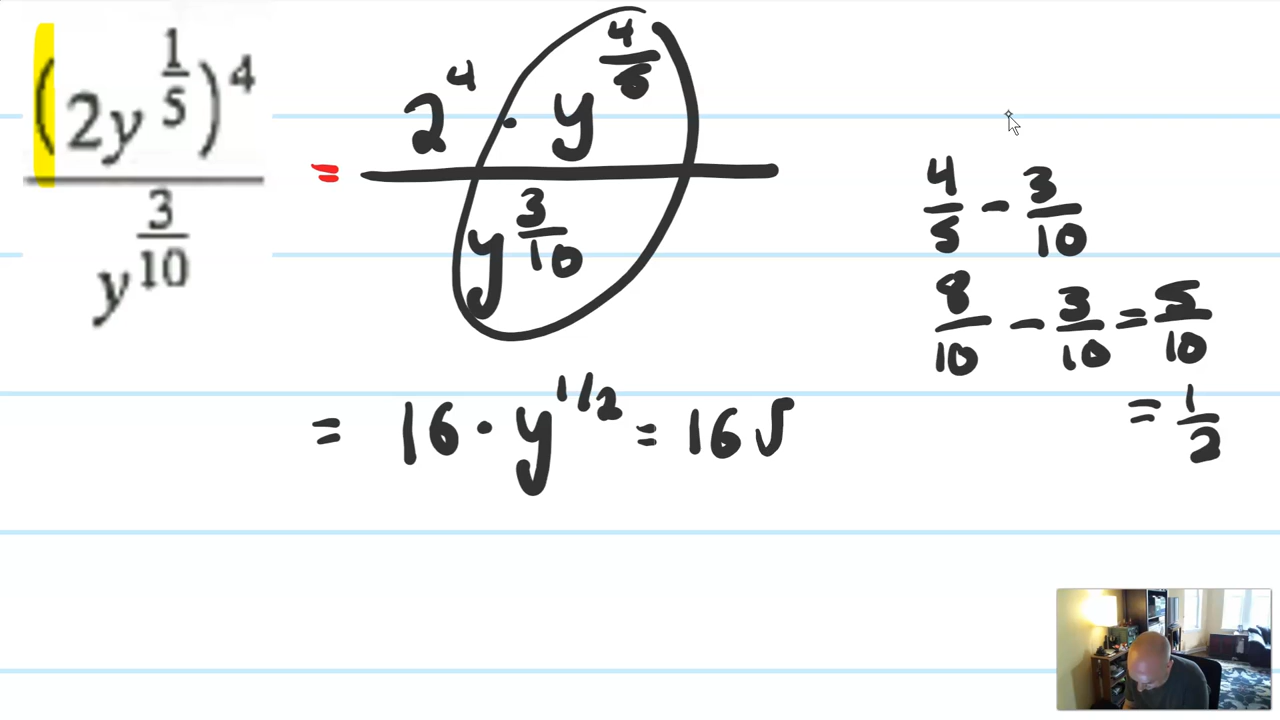 (2y^(1/5))^4 / y^(3/10) = 2^4 · y^(4/5) / y^(3/10)
4/5 − 3/10
8/10 − 3/10 = 5/10
= 1/2
= 16 · y^1/2 = 16√